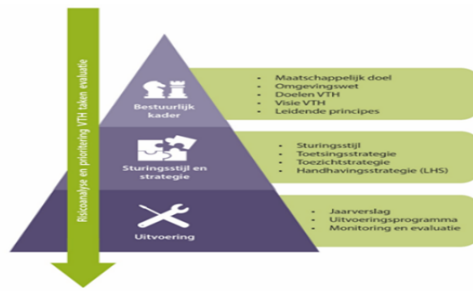 Risicoanalyse en prioritering VTH taken evaluatie
Bestuurlijk
kader
• Maatschappelijk doel
• Omgevingswet
• Doelen VTH
• Visie VTH
• Leidende principes
Sturingsstijl en
strategie
• Sturingsstijl
• Toetsingsstrategie
• Toezichtstrategie
• Handhavingsstrategie (LHS)
Uitvoering
• Jaarverslag
• Uitvoeringsprogramma
• Monitoring en evaluatie